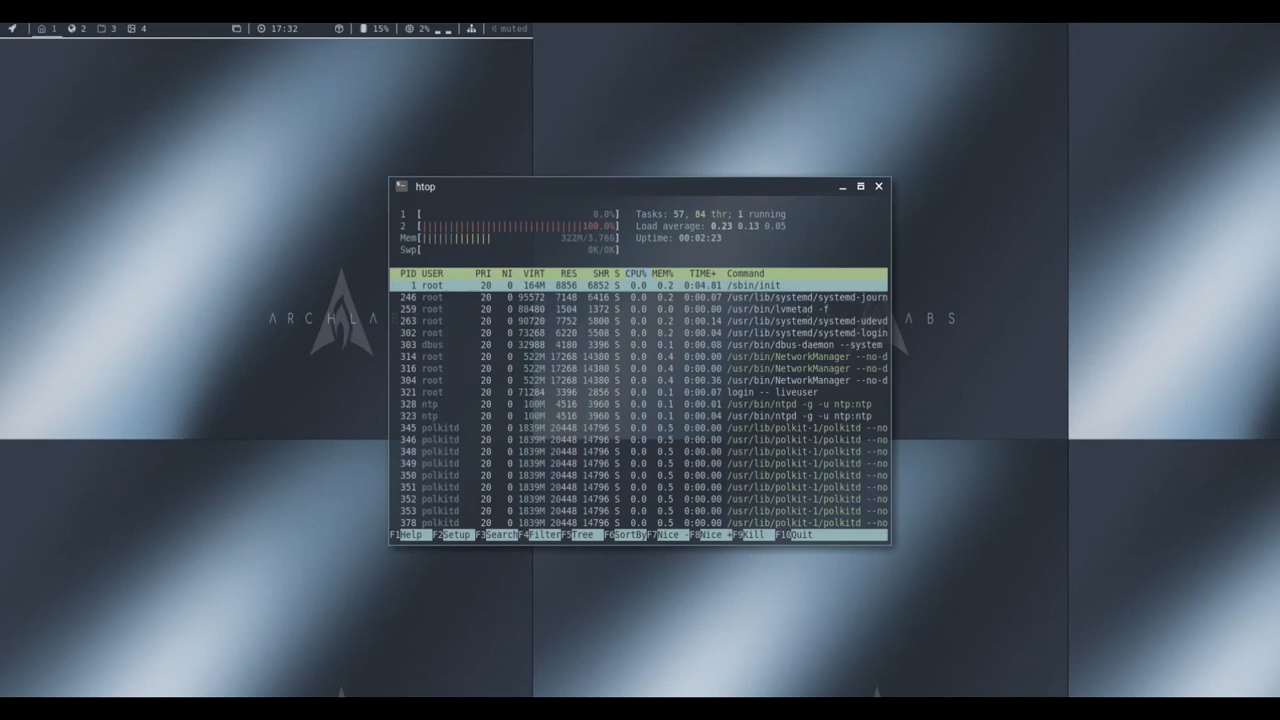 1 2 3 4 17:32 15% 2% muted
htop
1 [ 0.0%] Tasks: 57, 84 thr; 1 running
2 [||||||||||||||||||||||||||||||100.0%] Load average: 0.23 0.13 0.05
Mem[||||||||||||| 322M/3.76G] Uptime: 00:02:23
Swp[ 0K/0K]
PID USER PRI NI VIRT RES SHR S CPU% MEM% TIME+ Command
1 root 20 0 164M 8856 6852 S 0.0 0.2 0:04.81 /sbin/init
246 root 20 0 95572 7148 6416 S 0.0 0.2 0:00.07 /usr/lib/systemd/systemd-journ
259 root 20 0 88480 1504 1372 S 0.0 0.0 0:00.00 /usr/bin/lvmetad -f
263 root 20 0 90720 7752 5800 S 0.0 0.2 0:00.14 /usr/lib/systemd/systemd-udevd
302 root 20 0 73268 6220 5508 S 0.0 0.2 0:00.04 /usr/lib/systemd/systemd-login
303 dbus 20 0 32988 4180 3396 S 0.0 0.1 0:00.08 /usr/bin/dbus-daemon --system
314 root 20 0 522M 17268 14380 S 0.0 0.4 0:00.00 /usr/bin/NetworkManager --no-d
316 root 20 0 522M 17268 14380 S 0.0 0.4 0:00.00 /usr/bin/NetworkManager --no-d
304 root 20 0 522M 17268 14380 S 0.0 0.4 0:00.36 /usr/bin/NetworkManager --no-d
321 root 20 0 71284 3396 2856 S 0.0 0.1 0:00.07 login -- liveuser
328 ntp 20 0 100M 4516 3960 S 0.0 0.1 0:00.01 /usr/bin/ntpd -g -u ntp:ntp
323 ntp 20 0 100M 4516 3960 S 0.0 0.1 0:00.04 /usr/bin/ntpd -g -u ntp:ntp
345 polkitd 20 0 1839M 20448 14796 S 0.0 0.5 0:00.00 /usr/lib/polkit-1/polkitd --no
346 polkitd 20 0 1839M 20448 14796 S 0.0 0.5 0:00.00 /usr/lib/polkit-1/polkitd --no
348 polkitd 20 0 1839M 20448 14796 S 0.0 0.5 0:00.00 /usr/lib/polkit-1/polkitd --no
349 polkitd 20 0 1839M 20448 14796 S 0.0 0.5 0:00.00 /usr/lib/polkit-1/polkitd --no
350 polkitd 20 0 1839M 20448 14796 S 0.0 0.5 0:00.00 /usr/lib/polkit-1/polkitd --no
351 polkitd 20 0 1839M 20448 14796 S 0.0 0.5 0:00.00 /usr/lib/polkit-1/polkitd --no
352 polkitd 20 0 1839M 20448 14796 S 0.0 0.5 0:00.00 /usr/lib/polkit-1/polkitd --no
353 polkitd 20 0 1839M 20448 14796 S 0.0 0.5 0:00.00 /usr/lib/polkit-1/polkitd --no
378 polkitd 20 0 1839M 20448 14796 S 0.0 0.5 0:00.00 /usr/lib/polkit-1/polkitd --no
F1Help F2Setup F3SearchF4FilterF5Tree F6SortByF7Nice -F8Nice +F9Kill F10Quit
ARCHLA
ABS